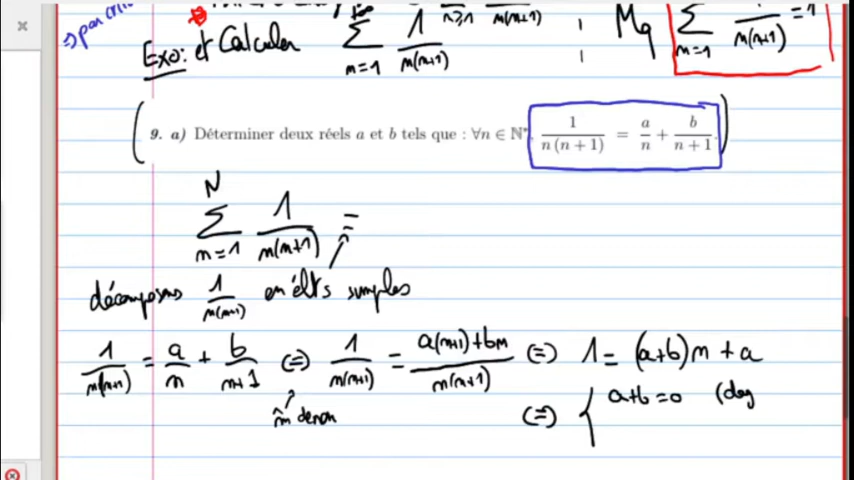 => par
Exo: et Calculer ∑ n=1 1/n(n+1) Mq ∑ n=1 1/n(n+1) = 1
9. a) Déterminer deux réels a et b tels que : ∀n ∈ ℕ*, 1/n(n+1) = a/n + b/n+1
N
∑ 1/n(n+1) =
n=1
décomposons 1/n(n+1) en élts simples
1/n(n+1) = a/n + b/n+1 <=> 1/n(n+1) = a(n+1)+bn/n(n+1) <=> 1 = (a+b)n + a
m̂ denom <=> { a+b=0 (deg